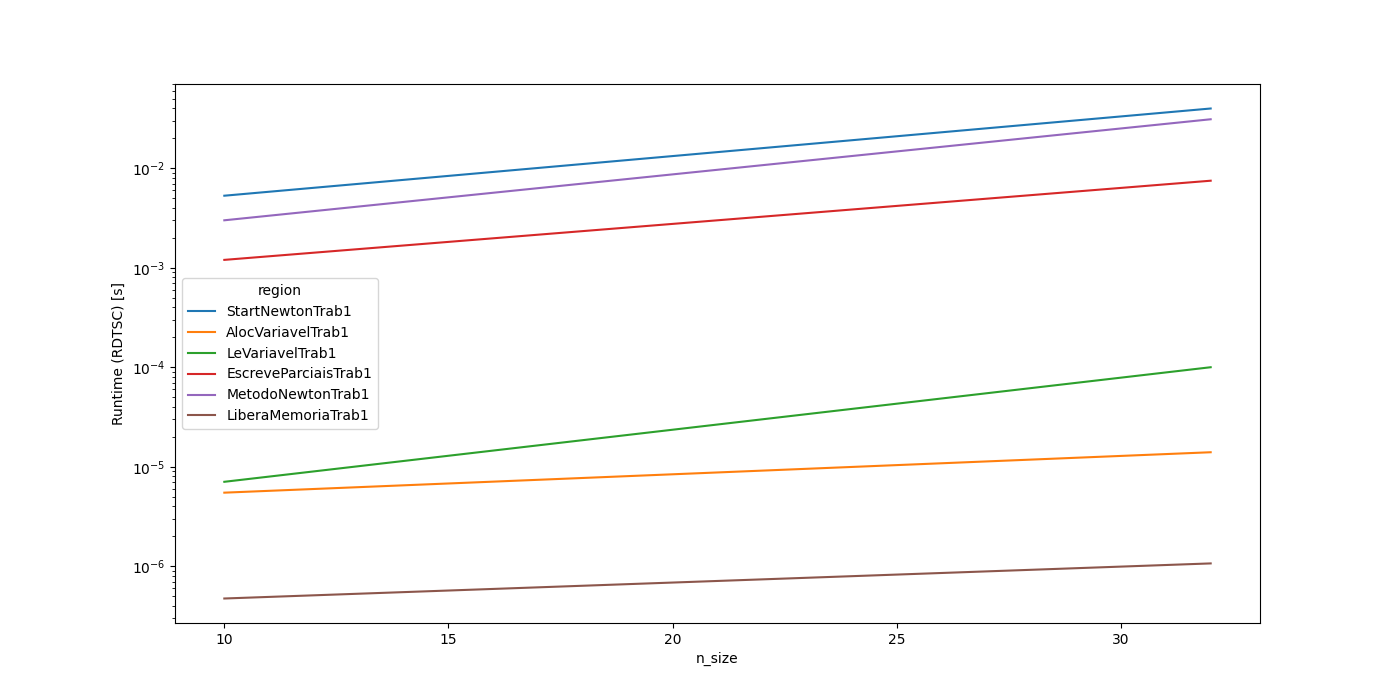 Runtime (RDTSC) [s]
10⁻²
10⁻³
10⁻⁴
10⁻⁵
10⁻⁶
region
StartNewtonTrab1
AlocVariavelTrab1
LeVariavelTrab1
EscreveParciaisTrab1
MetodoNewtonTrab1
LiberaMemoriaTrab1
10 15 20 25 30
n_size